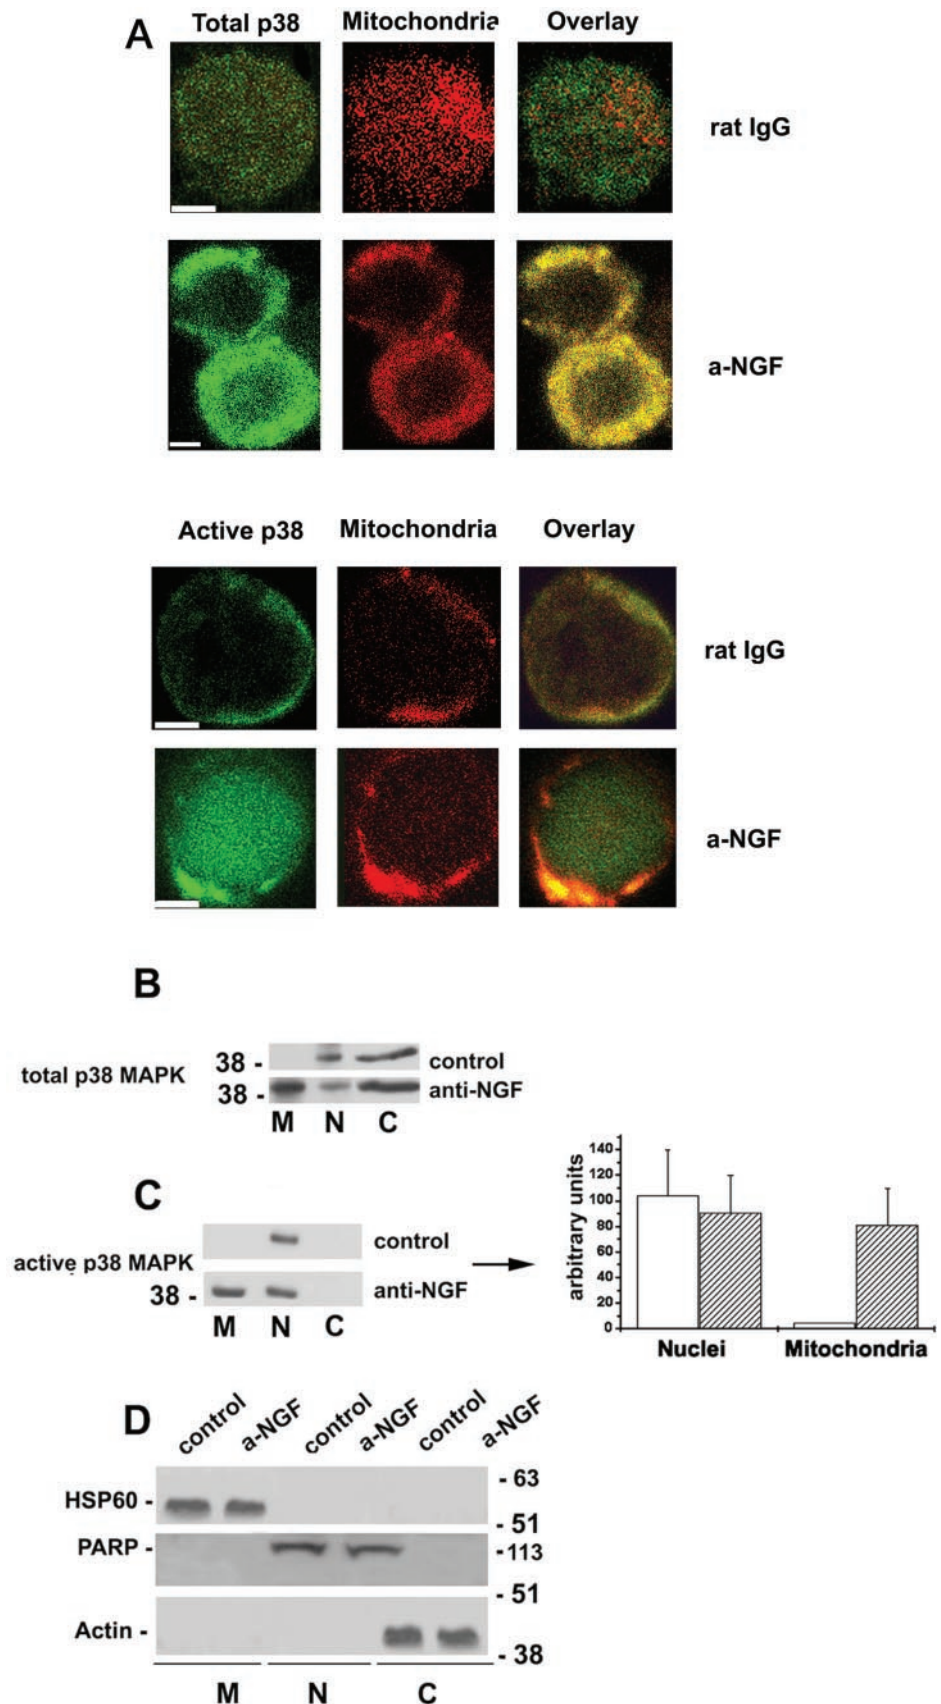 A
Total p38 Mitochondria Overlay
rat IgG
a-NGF
Active p38 Mitochondria Overlay
rat IgG
a-NGF
B
total p38 MAPK
38 - control
38 - anti-NGF
M N C
C
active p38 MAPK
control
38 - anti-NGF
M N C
arbitrary units
140
120
100
80
60
40
20
0
Nuclei Mitochondria
D
control a-NGF control a-NGF control a-NGF
- 63
HSP60 -
- 51
PARP - - 113
- 51
Actin -
- 38
M N C